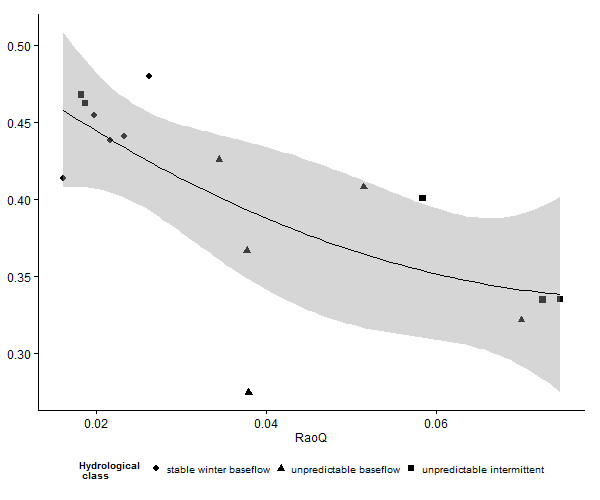 0.50
0.45
0.40
0.35
0.30
0.02 0.04 0.06
RaoQ
Hydrological class stable winter baseflow unpredictable baseflow unpredictable intermittent